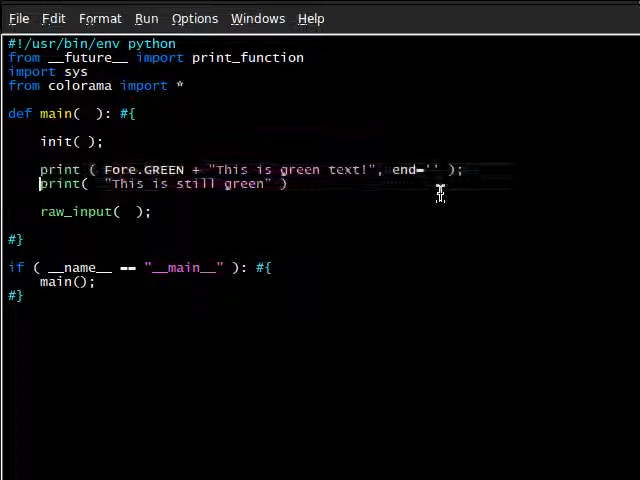 File Edit Format Run Options Windows Help
#!/usr/bin/env python
from __future__ import print_function
import sys
from colorama import *
def main(  ): #{
init( );
print ( Fore.GREEN + "This is green text!", end='' );
print(  "This is still green" )
raw_input(  );
#}
if ( __name__ == "__main__" ): #{
main();
#}